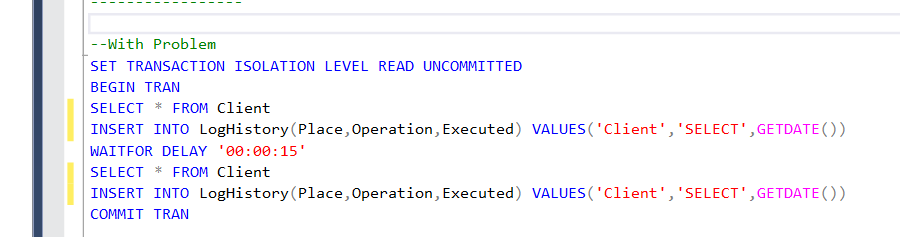 -----------------
--With Problem
SET TRANSACTION ISOLATION LEVEL READ UNCOMMITTED
BEGIN TRAN
SELECT * FROM Client
INSERT INTO LogHistory(Place,Operation,Executed) VALUES('Client','SELECT',GETDATE())
WAITFOR DELAY '00:00:15'
SELECT * FROM Client
INSERT INTO LogHistory(Place,Operation,Executed) VALUES('Client','SELECT',GETDATE())
COMMIT TRAN